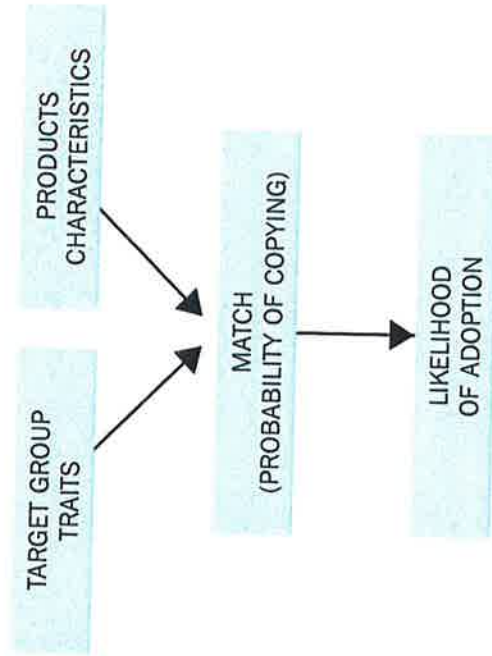 TARGET GROUP
TRAITS
PRODUCTS
CHARACTERISTICS
MATCH
(PROBABILITY OF COPYING)
LIKELIHOOD
OF ADOPTION